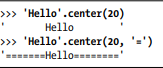 >>> 'Hello'.center(20)
'       Hello        '
>>> 'Hello'.center(20, '=')
'=======Hello========'